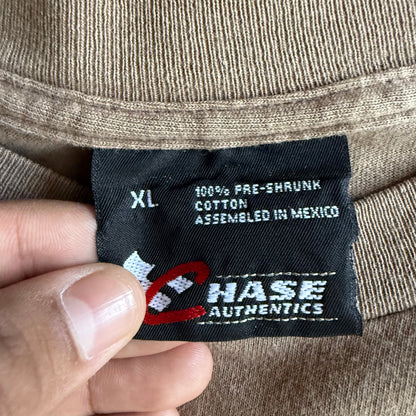 XL
100% PRE-SHRUNK
COTTON
ASSEMBLED IN MEXICO
CHASE
AUTHENTICS